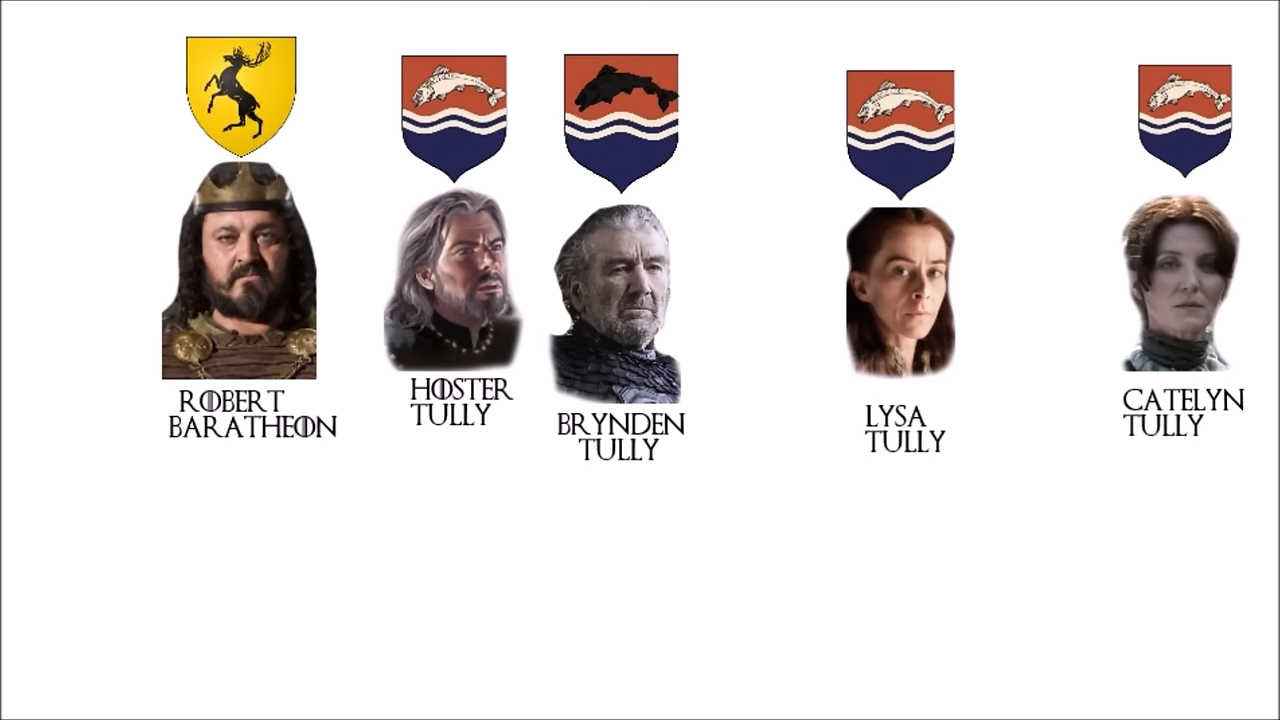 ROBERT
BARATHEON
HOSTER
TULLY
BRYNDEN
TULLY
LYSA
TULLY
CATELYN
TULLY